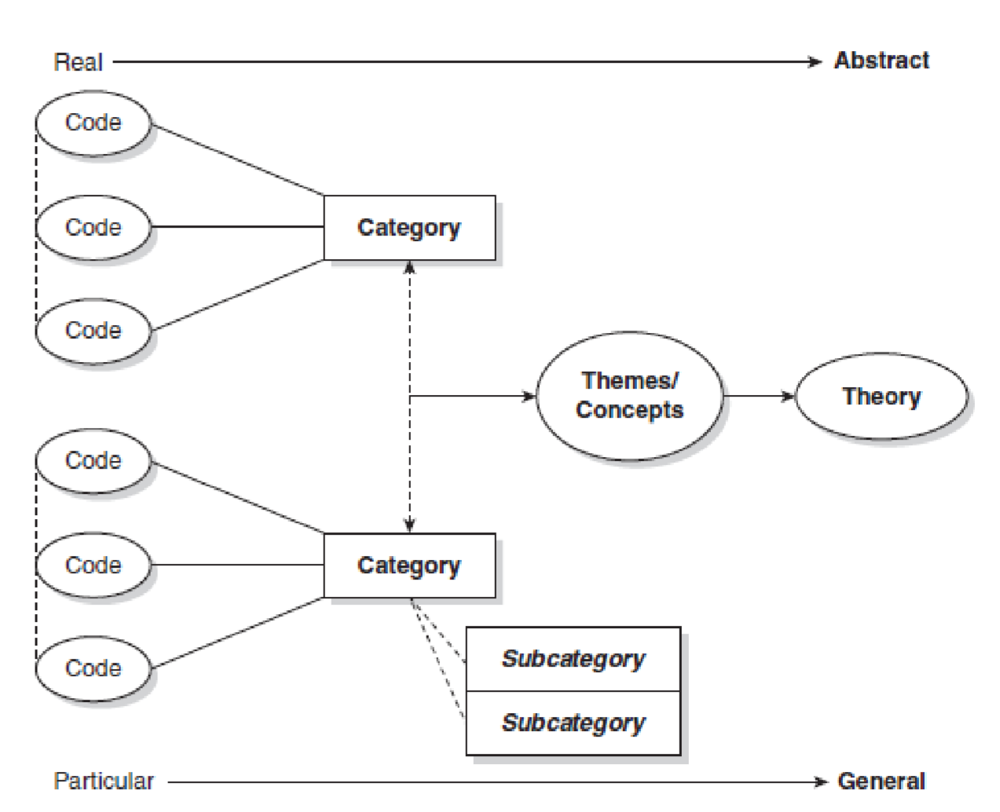 Real
Abstract
Code
Code
Category
Code
Themes/
Concepts
Theory
Code
Code
Category
Code
Subcategory
Subcategory
Particular
General